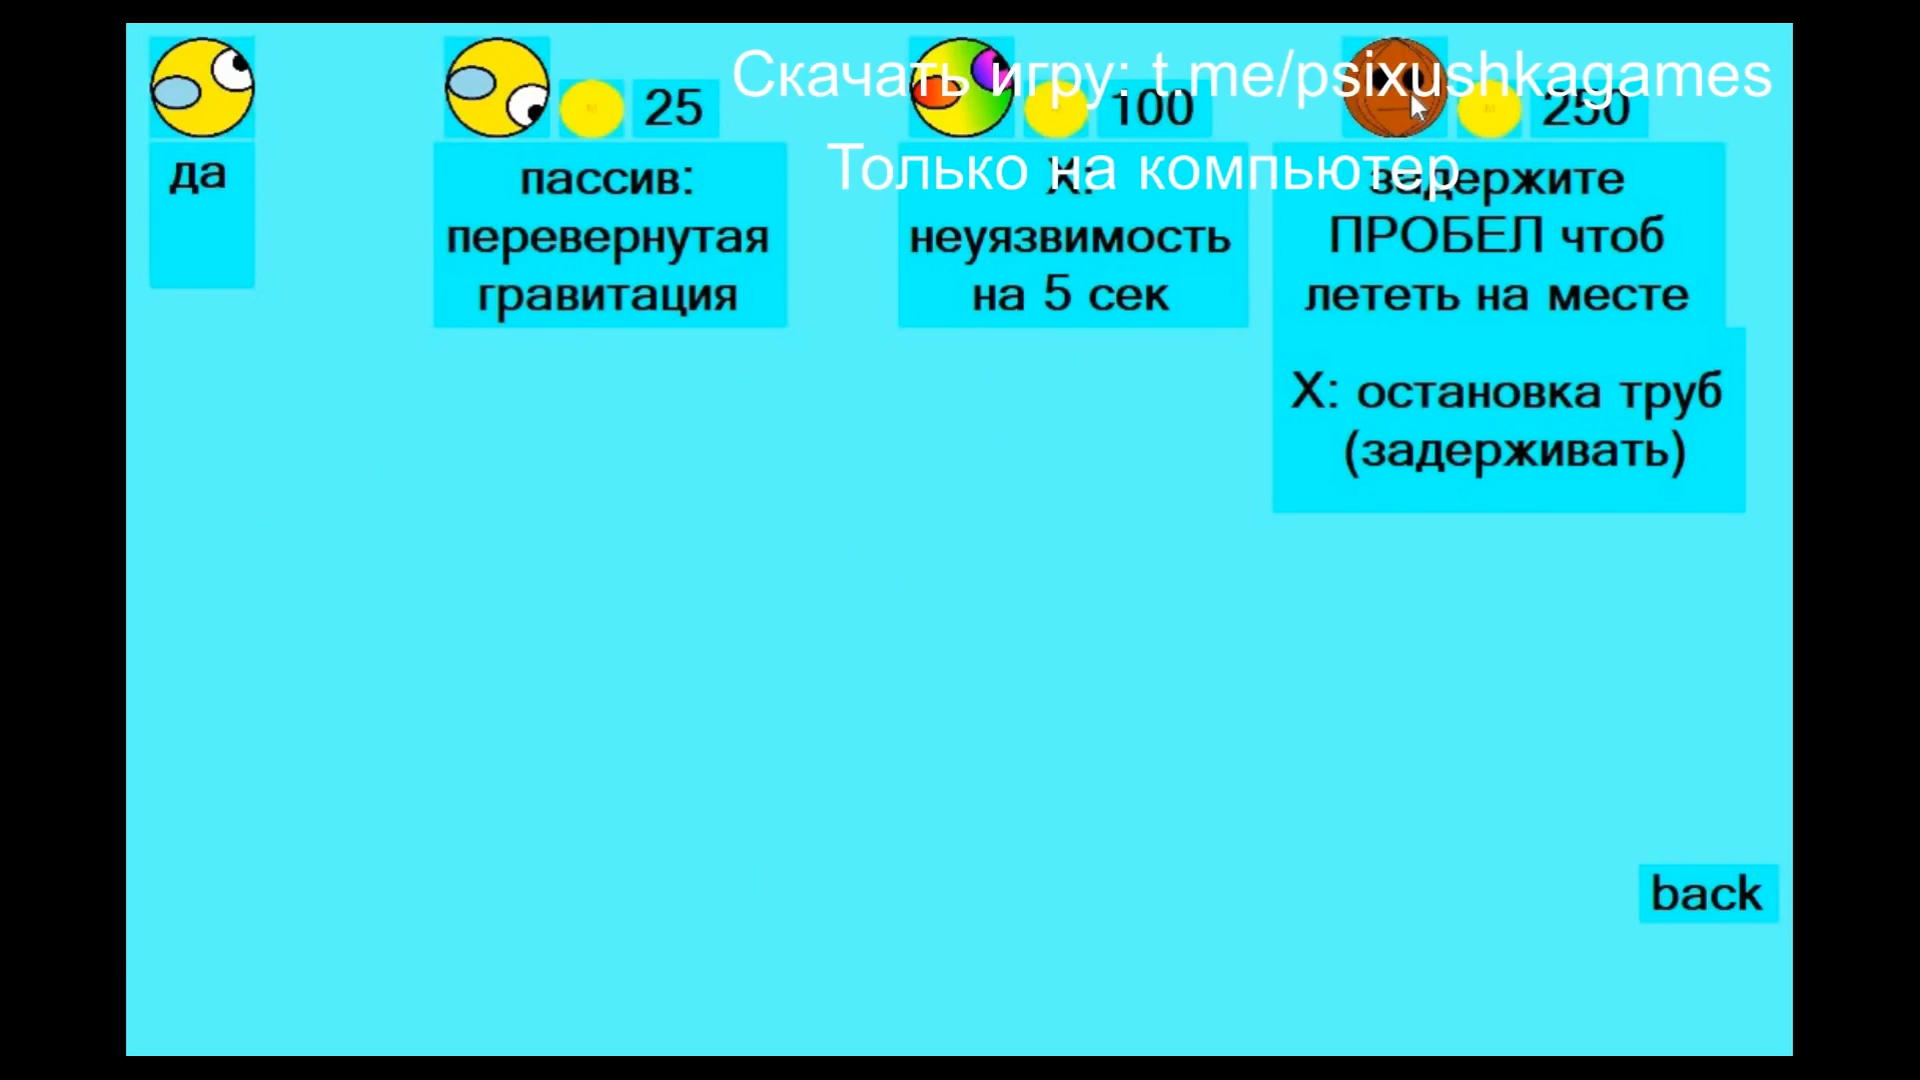 Скачать игру: t.me/psixushkagames
25
100
250
Только на компьютер
да
пассив:
перевернутая
гравитация
X:
неуязвимость
на 5 сек
задержите
ПРОБЕЛ чтоб
лететь на месте
X: остановка труб
(задерживать)
back